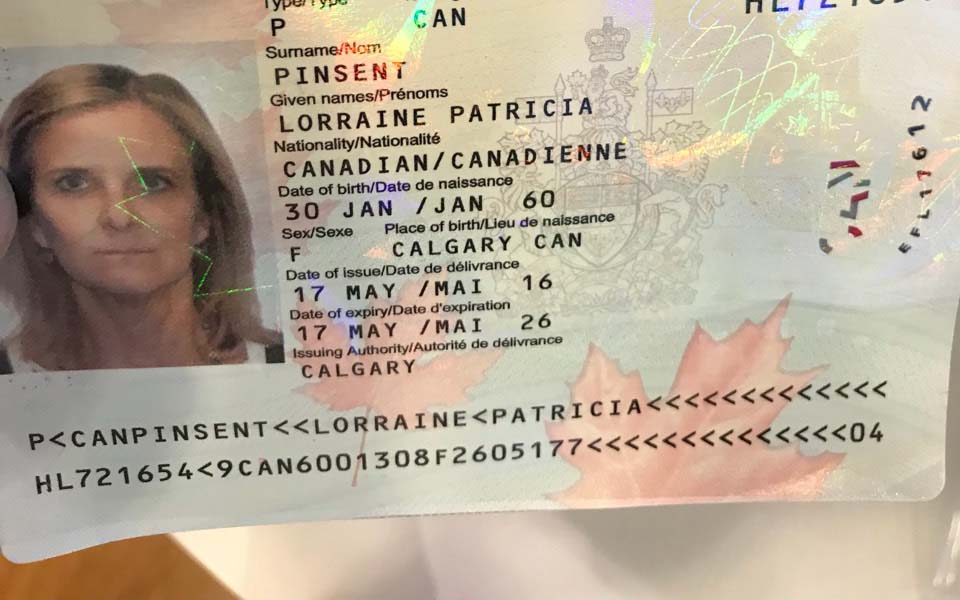 Type/Type
P CAN
Surname/Nom
PINSENT
Given names/Prénoms
LORRAINE PATRICIA
Nationality/Nationalité
CANADIAN/CANADIENNE
Date of birth/Date de naissance
30 JAN /JAN 60
Sex/Sexe Place of birth/Lieu de naissance
F CALGARY CAN
Date of issue/Date de délivrance
17 MAY /MAI 16
Date of expiry/Date d'expiration
17 MAY /MAI 26
Issuing Authority/Autorité de délivrance
CALGARY
EFL17612
P<CANPINSENT<<LORRAINE<PATRICIA<<<<<<<<<<<<<
HL721654<9CAN6001308F2605177<<<<<<<<<<<<<<04